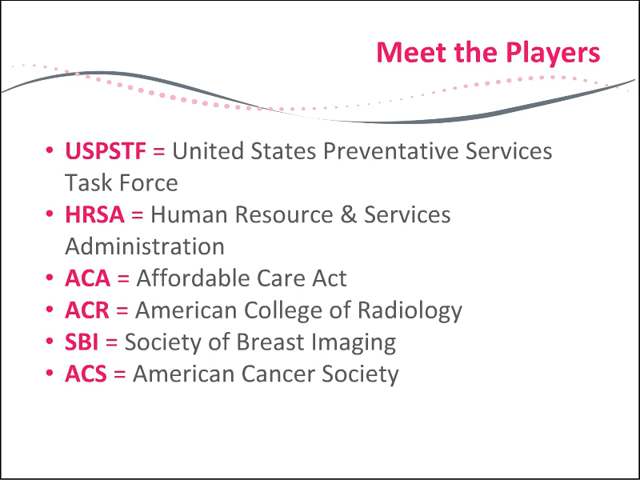 Meet the Players
• USPSTF = United States Preventative Services
Task Force
• HRSA = Human Resource & Services
Administration
• ACA = Affordable Care Act
• ACR = American College of Radiology
• SBI = Society of Breast Imaging
• ACS = American Cancer Society